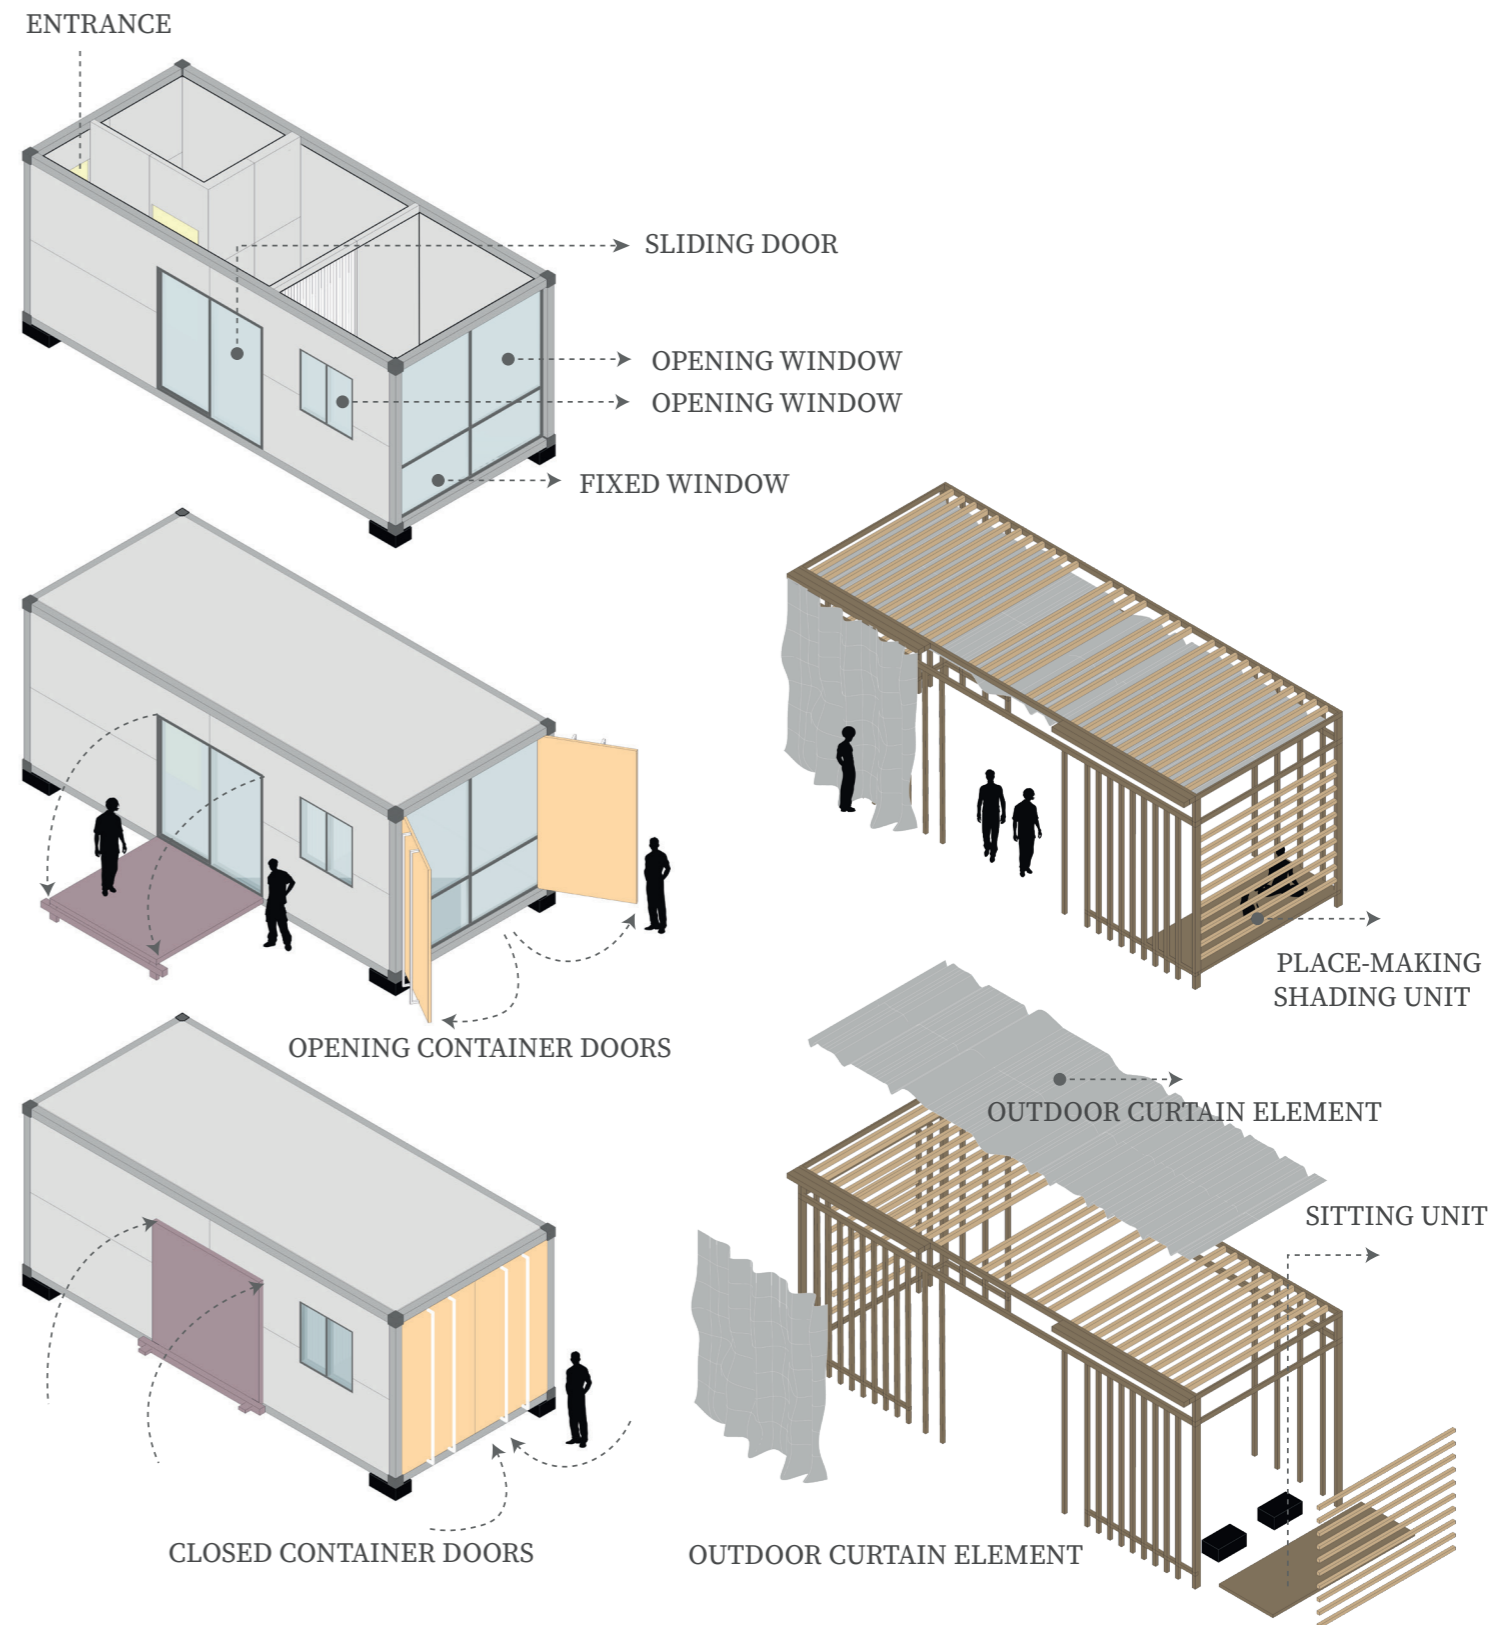 ENTRANCE
SLIDING DOOR
OPENING WINDOW
OPENING WINDOW
FIXED WINDOW
PLACE-MAKING
SHADING UNIT
OPENING CONTAINER DOORS
OUTDOOR CURTAIN ELEMENT
SITTING UNIT
CLOSED CONTAINER DOORS
OUTDOOR CURTAIN ELEMENT